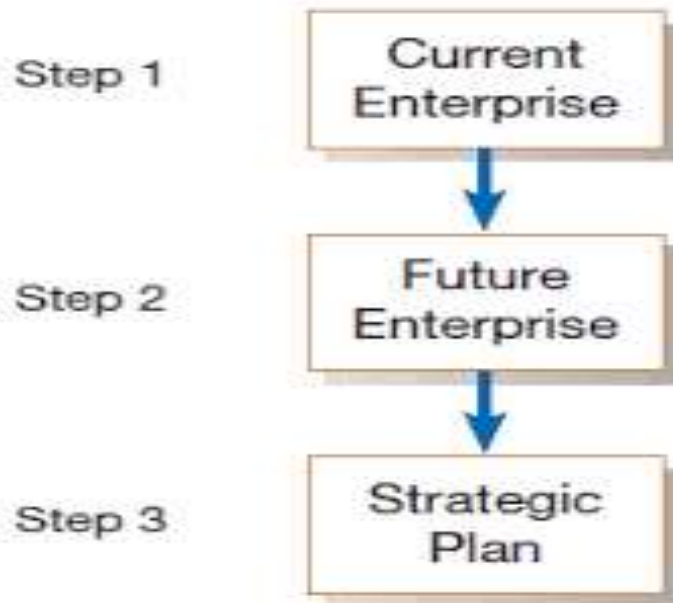 Step 1
Current
Enterprise
Step 2
Future
Enterprise
Step 3
Strategic
Plan